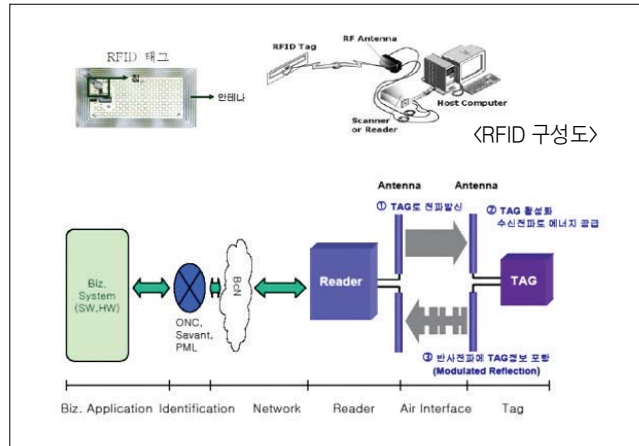 RFID 태그
안테나
RFID Tag
RF Antenna
Scanner
or Reader
Host Computer
<RFID 구성도>
Antenna
Antenna
① TAG로 전파발신
② TAG 활성화
수신전파로 에너지 공급
Biz.
System
(SW,HW)
ONC,
Savant,
PML
BcN
Reader
TAG
③ 반사전파에 TAG정보 포함
(Modulated Reflection)
Biz. Application
Identification
Network
Reader
Air Interface
Tag